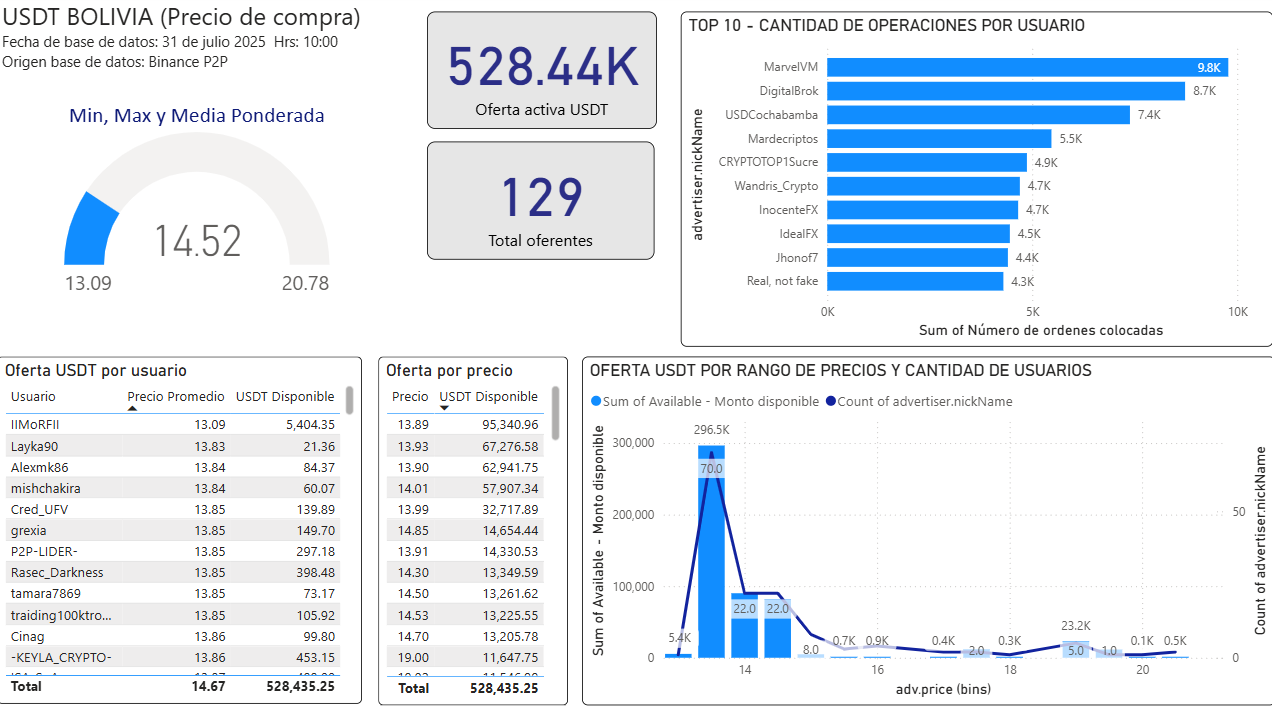 USDT BOLIVIA (Precio de compra)
Fecha de base de datos: 31 de julio 2025 Hrs: 10:00
Origen base de datos: Binance P2P
Min, Max y Media Ponderada
14.52
13.09
20.78
528.44K
Oferta activa USDT
129
Total oferentes
TOP 10 - CANTIDAD DE OPERACIONES POR USUARIO
advertiser.nickName
MarvelVM 9.8K
DigitalBrok 8.7K
USDCochabamba 7.4K
Mardecriptos 5.5K
CRYPTOTOP1Sucre 4.9K
Wandris_Crypto 4.7K
InocenteFX 4.7K
IdealFX 4.5K
Jhonof7 4.4K
Real, not fake 4.3K
0K 5K 10K
Sum of Número de ordenes colocadas
Oferta USDT por usuario
Usuario Precio Promedio USDT Disponible
IIMoRFII 13.09 5,404.35
Layka90 13.83 21.36
Alexmk86 13.84 84.37
mishchakira 13.84 60.07
Cred_UFV 13.85 139.89
grexia 13.85 149.70
P2P-LIDER- 13.85 297.18
Rasec_Darkness 13.85 398.48
tamara7869 13.85 73.17
traiding100ktro... 13.85 105.92
Cinag 13.86 99.80
-KEYLA_CRYPTO- 13.86 453.15
Total 14.67 528,435.25
Oferta por precio
Precio USDT Disponible
13.89 95,340.96
13.93 67,276.58
13.90 62,941.75
14.01 57,907.34
13.99 32,717.89
14.85 14,654.44
13.91 14,330.53
14.30 13,349.59
14.50 13,261.62
14.53 13,225.55
14.70 13,205.78
19.00 11,647.75
Total 528,435.25
OFERTA USDT POR RANGO DE PRECIOS Y CANTIDAD DE USUARIOS
Sum of Available - Monto disponible Count of advertiser.nickName
Sum of Available - Monto disponible
300,000
200,000
100,000
0
296.5K
70.0
5.4K
22.0
22.0
8.0
0.7K
0.9K
0.4K
2.0
0.3K
23.2K
5.0
1.0
0.1K
0.5K
50
0
Count of advertiser.nickName
14 16 18 20
adv.price (bins)